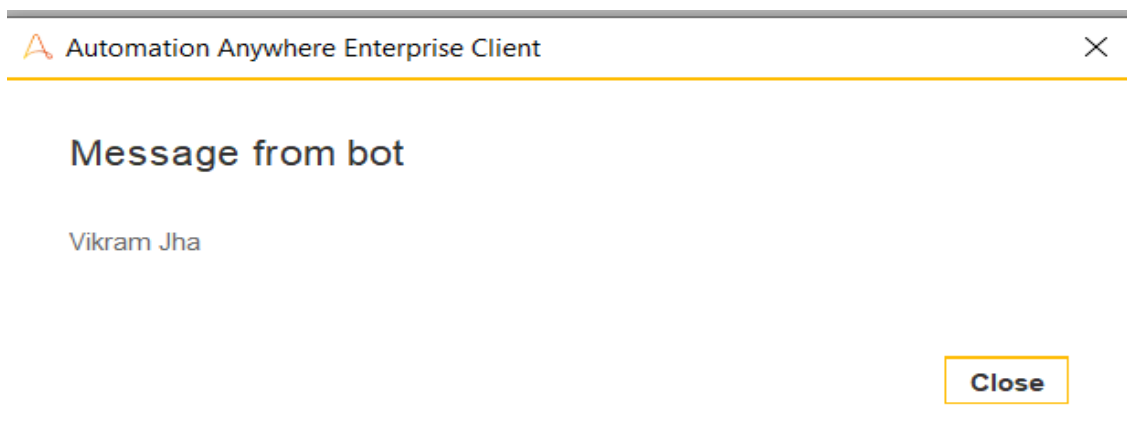 Automation Anywhere Enterprise Client
Message from bot
Vikram Jha
Close